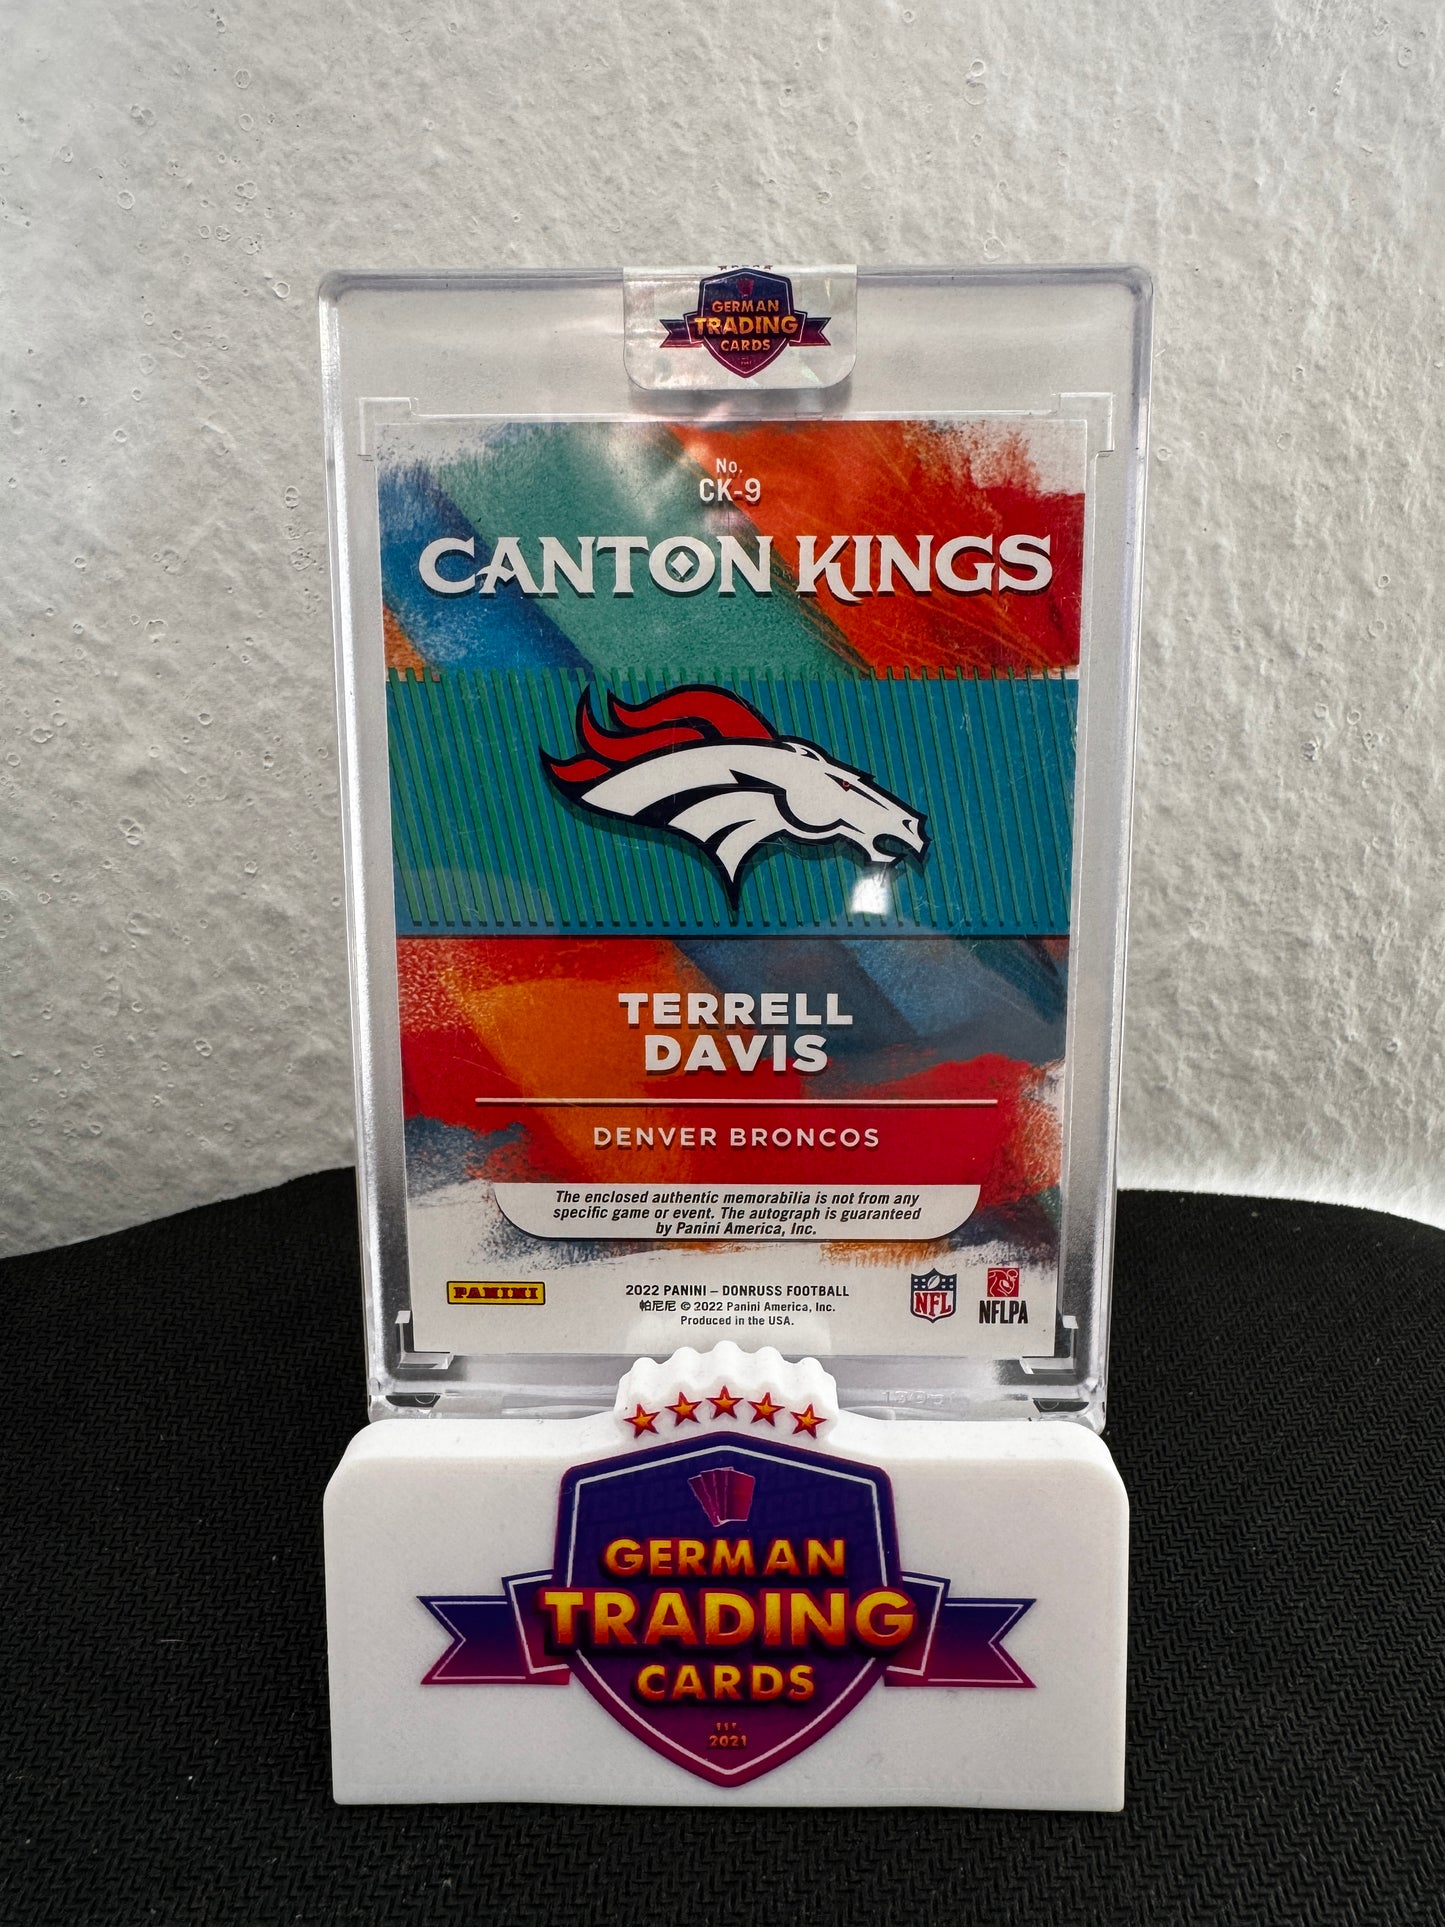 GERMAN
TRADING
CARDS
No.
CK-9
CANTON KINGS
TERRELL
DAVIS
DENVER BRONCOS
The enclosed authentic memorabilia is not from any
specific game or event. The autograph is guaranteed
by Panini America, Inc.
PANINI
2022 PANINI – DONRUSS FOOTBALL
帕尼尼 © 2022 Panini America, Inc.
Produced in the USA.
NFL
NFLPA
GERMAN
TRADING
CARDS
EST.
2021